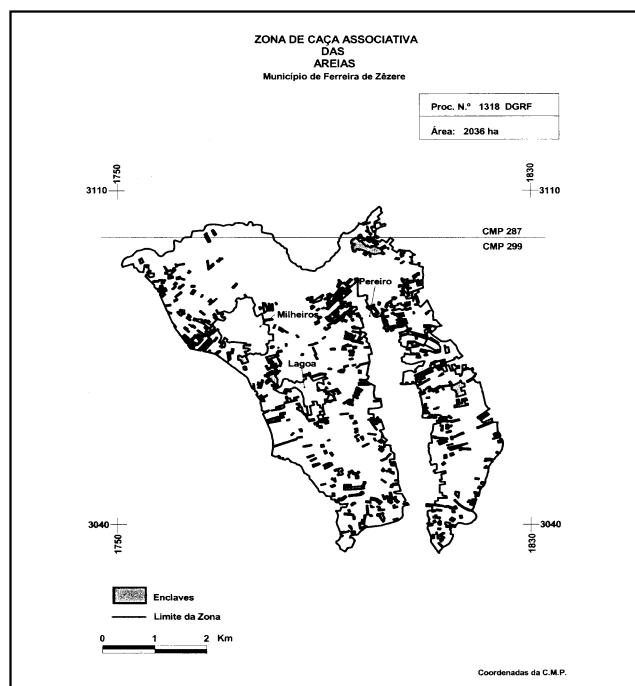 ZONA DE CAÇA ASSOCIATIVA
DAS
AREIAS
Município de Ferreira de Zêzere
Proc. N.º 1318 DGRF
Área: 2036 ha
1750
1830
3110
3110
CMP 287
CMP 299
Pereiro
Milheiros
Lagoa
3040
3040
1750
1830
Enclaves
Limite da Zona
0 1 2 Km
Coordenadas da C.M.P.